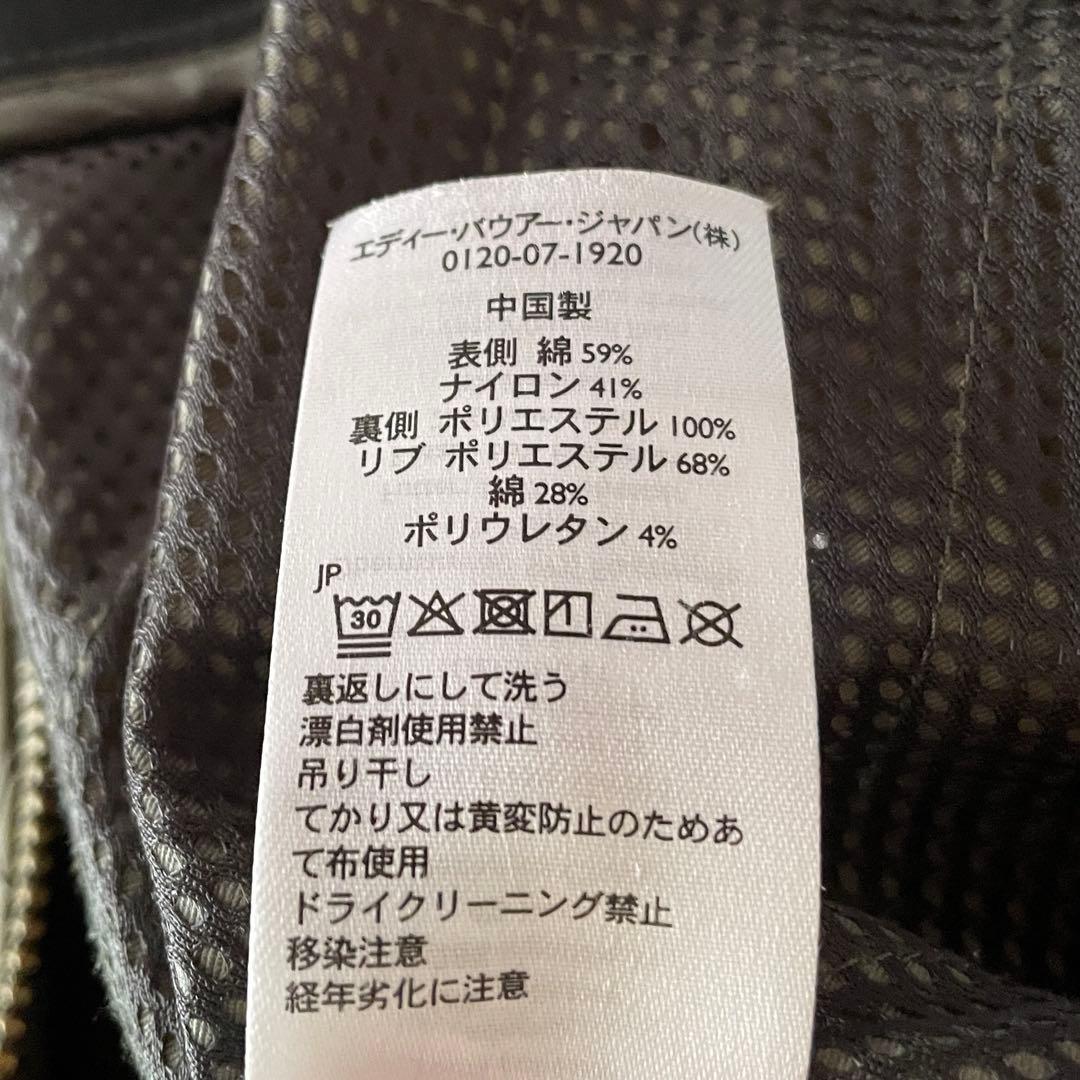 エディー・バウアー・ジャパン(株)
0120-07-1920
中国製
表側 綿 59%
ナイロン 41%
裏側 ポリエステル 100%
リブ ポリエステル 68%
綿 28%
ポリウレタン 4%
JP
30
裏返しにして洗う
漂白剤使用禁止
吊り干し
てかり又は黄変防止のためあ
て布使用
ドライクリーニング禁止
移染注意
経年劣化に注意